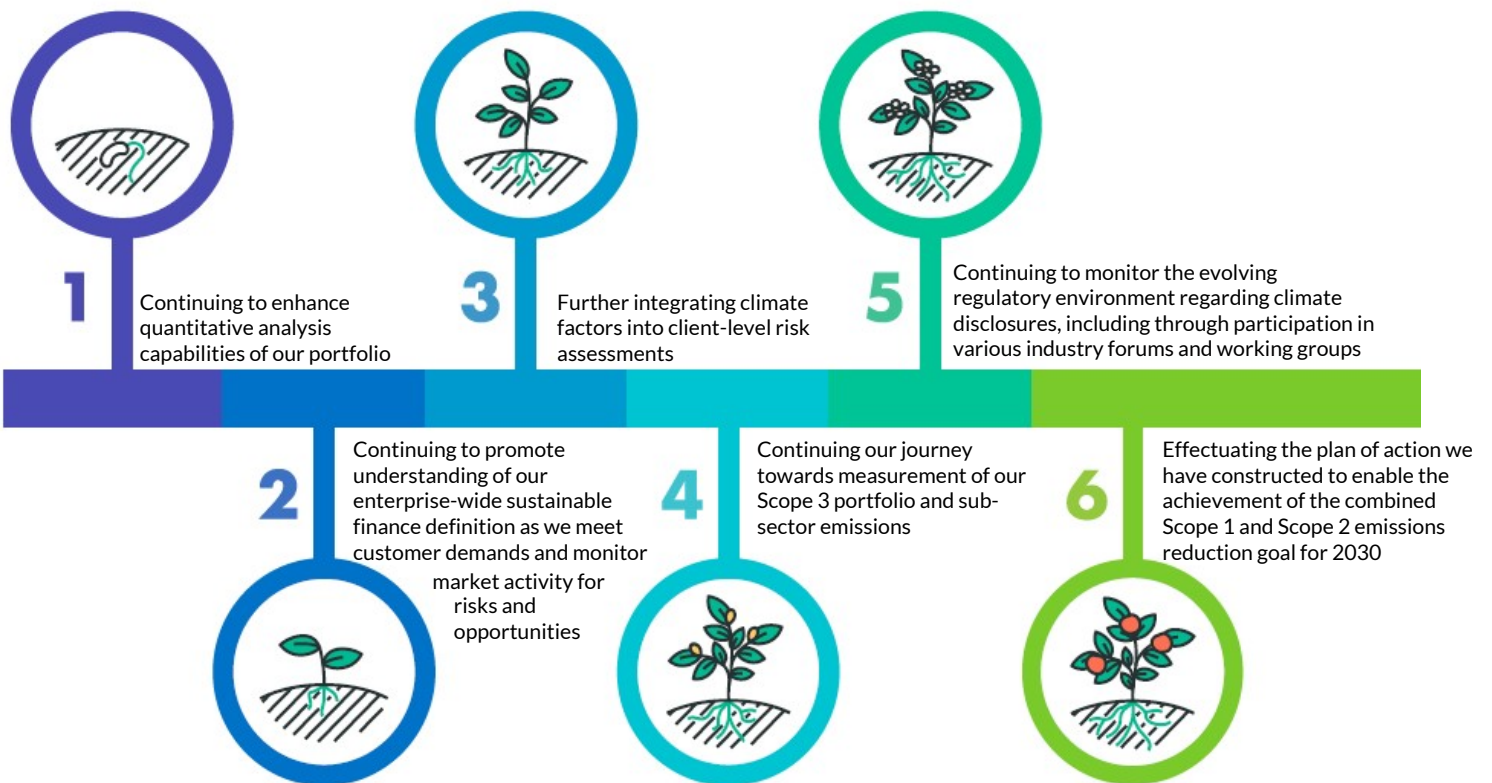 1
Continuing to enhance
quantitative analysis
capabilities of our portfolio
2
Continuing to promote
understanding of our
enterprise-wide sustainable
finance definition as we meet
customer demands and monitor
market activity for
risks and
opportunities
3
Further integrating climate
factors into client-level risk
assessments
4
Continuing our journey
towards measurement of our
Scope 3 portfolio and sub-
sector emissions
5
Continuing to monitor the evolving
regulatory environment regarding climate
disclosures, including through participation in
various industry forums and working groups
6
Effectuating the plan of action we
have constructed to enable the
achievement of the combined
Scope 1 and Scope 2 emissions
reduction goal for 2030